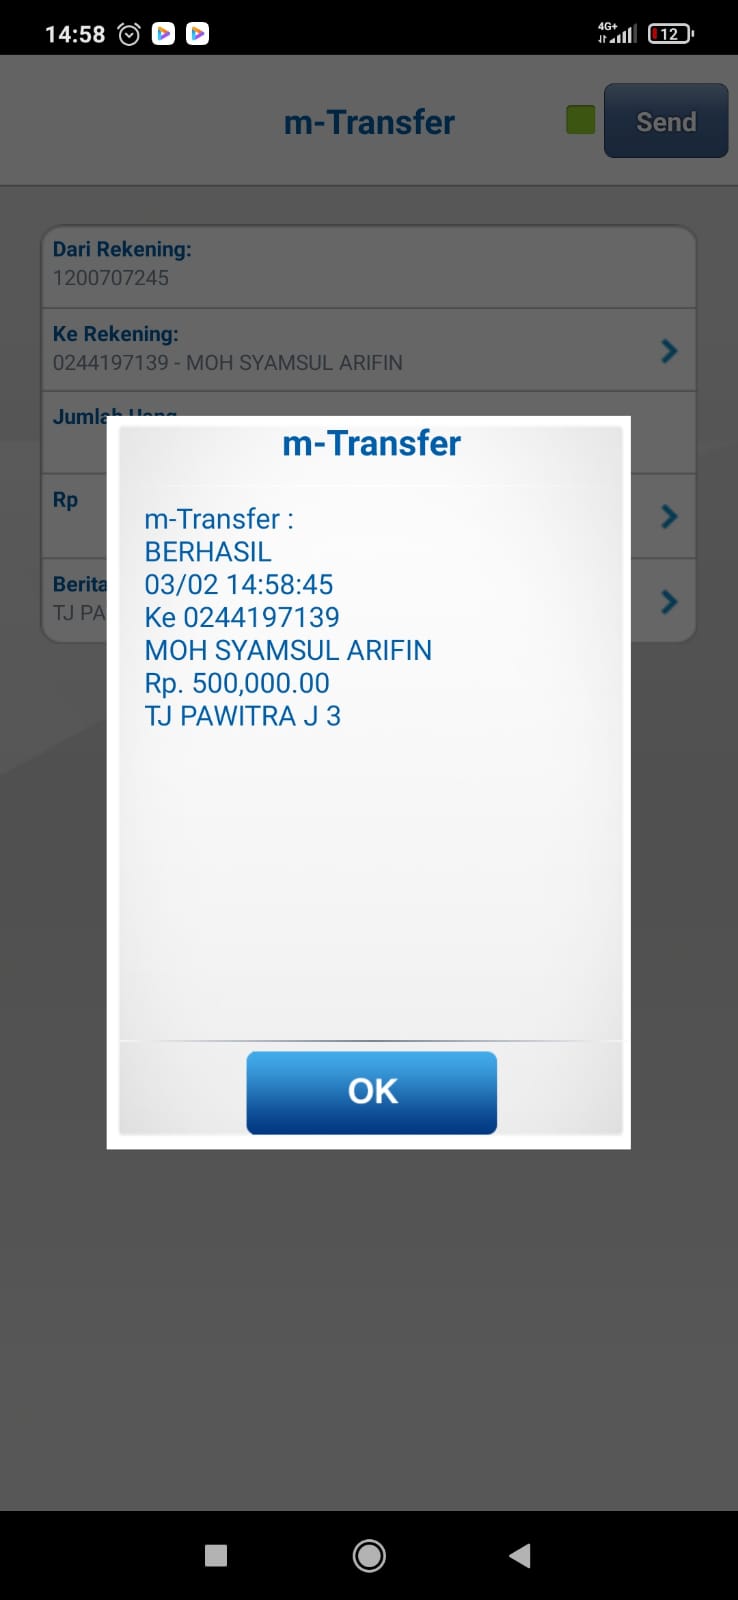 14:58
4G+
12
m-Transfer
Send
Dari Rekening:
1200707245
Ke Rekening:
0244197139 - MOH SYAMSUL ARIFIN
Rp
Berita
TJ PA
m-Transfer
m-Transfer :
BERHASIL
03/02 14:58:45
Ke 0244197139
MOH SYAMSUL ARIFIN
Rp. 500,000.00
TJ PAWITRA J 3
OK